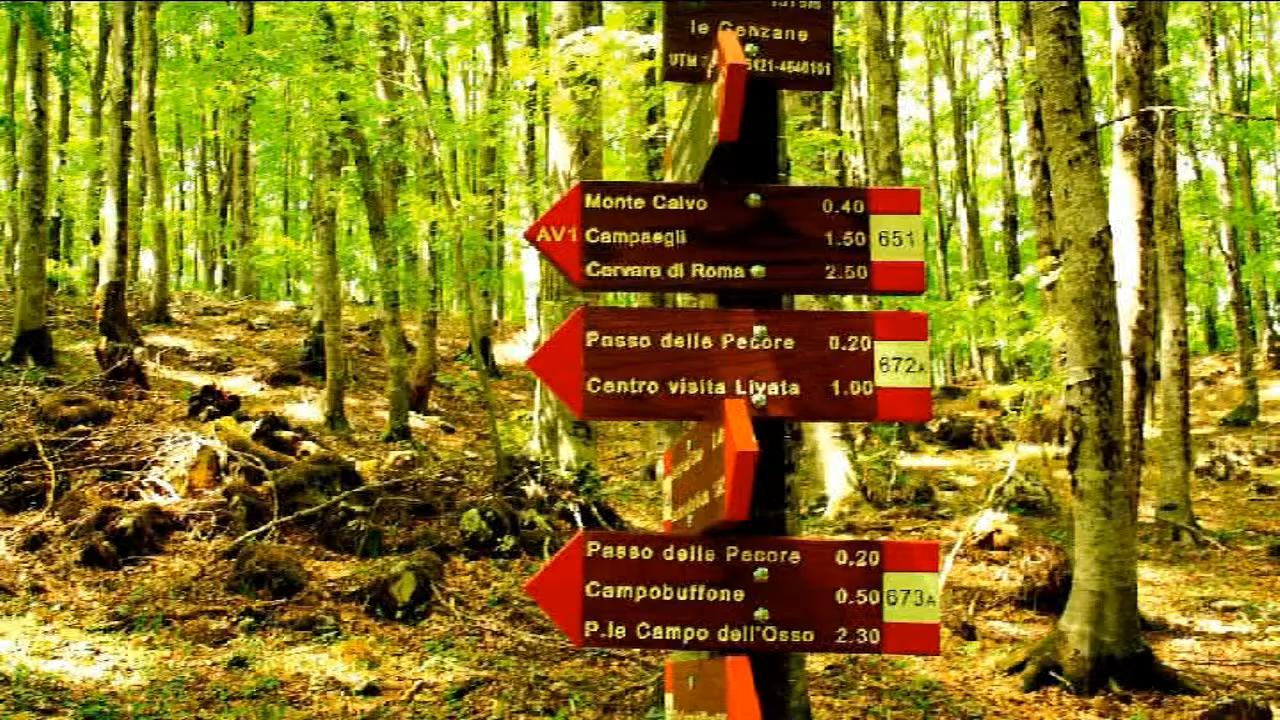 le Genzane
UTM
Monte Calvo 0.40
AV1 Campaegli 1.50 651
Cervara di Roma 2.50
Passo delle Pecore 0.20
672A
Centro visita Livata 1.00
Passo delle Pecore 0.20
Campobuffone 0.50 673A
P.le Campo dell'Osso 2.30